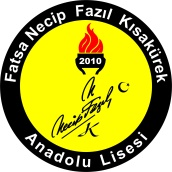 Fatsa Necip Fazıl Kısakürek
2010
Necip Fazıl
K
Anadolu Lisesi